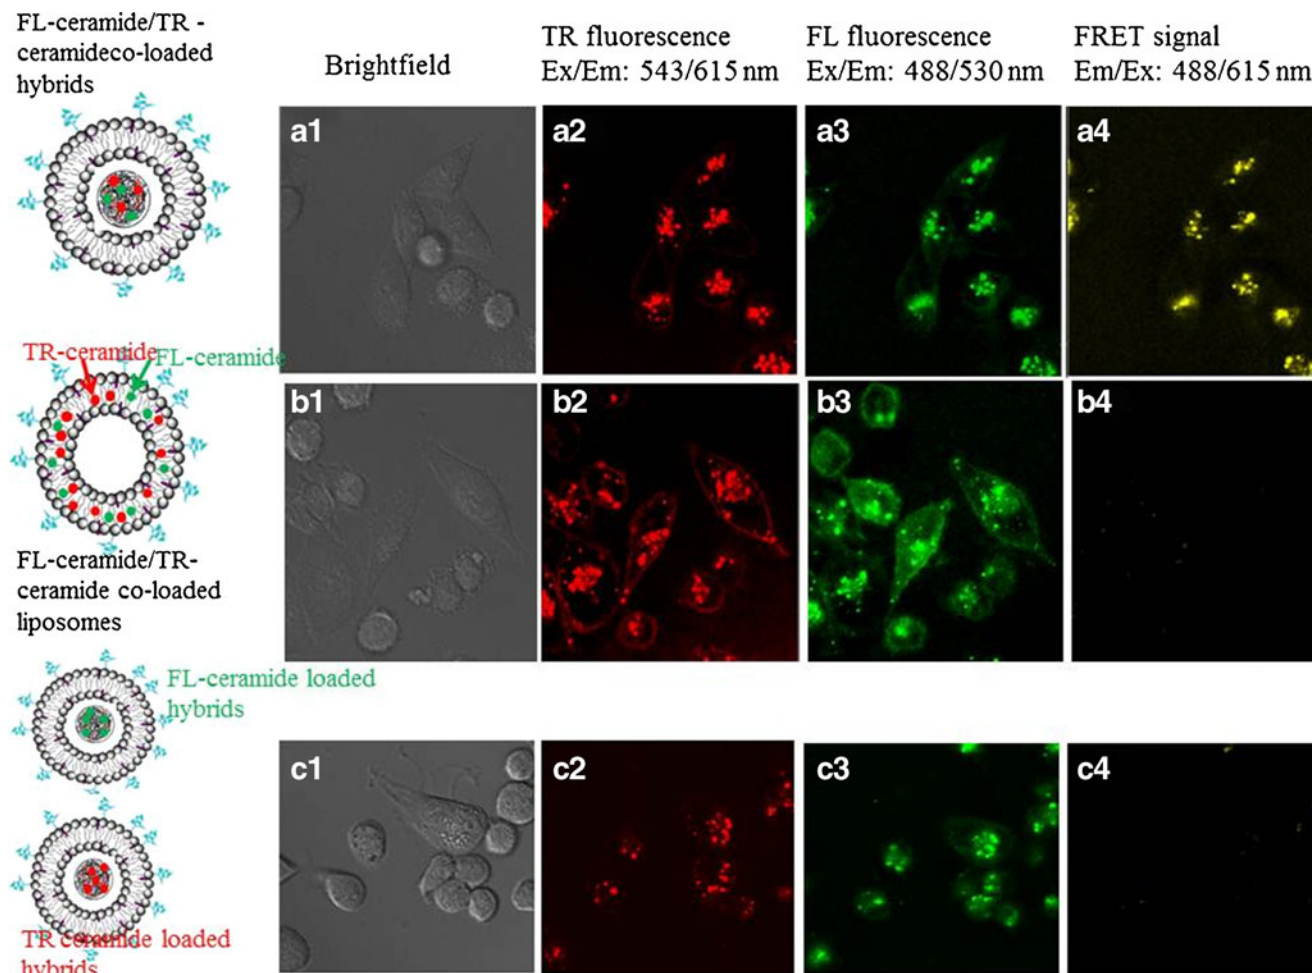 FL-ceramide/TR -
ceramideco-loaded
hybrids
Brightfield
TR fluorescence
Ex/Em: 543/615 nm
FL fluorescence
Ex/Em: 488/530 nm
FRET signal
Em/Ex: 488/615 nm
a1
a2
a3
a4
TR-ceramide
FL-ceramide
b1
b2
b3
b4
FL-ceramide/TR-
ceramide co-loaded
liposomes
FL-ceramide loaded
hybrids
c1
c2
c3
c4
TR ceramide loaded
hybrids